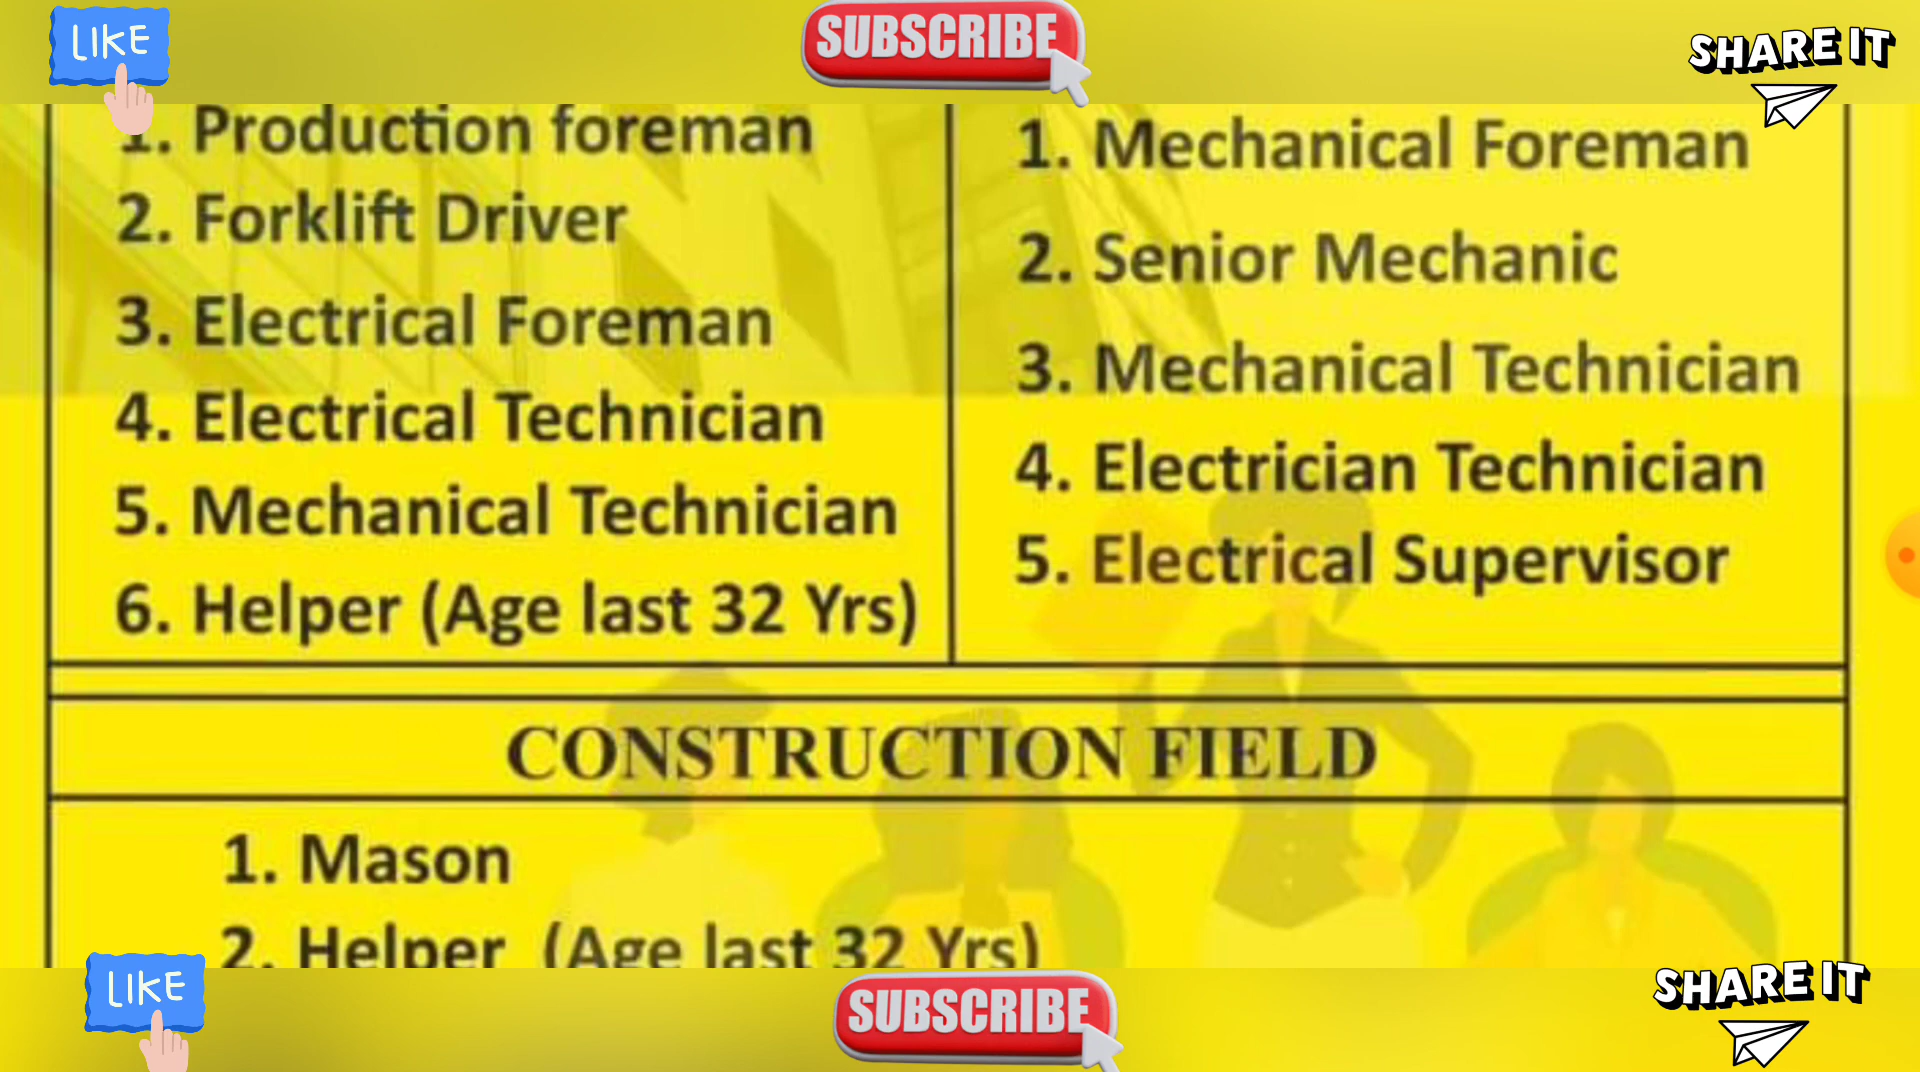 LIKE
SUBSCRIBE
SHARE IT
1. Production foreman
2. Forklift Driver
3. Electrical Foreman
4. Electrical Technician
5. Mechanical Technician
6. Helper (Age last 32 Yrs)
1. Mechanical Foreman
2. Senior Mechanic
3. Mechanical Technician
4. Electrician Technician
5. Electrical Supervisor
CONSTRUCTION FIELD
1. Mason
2. Helper (Age last 32 Yrs)
LIKE
SUBSCRIBE
SHARE IT